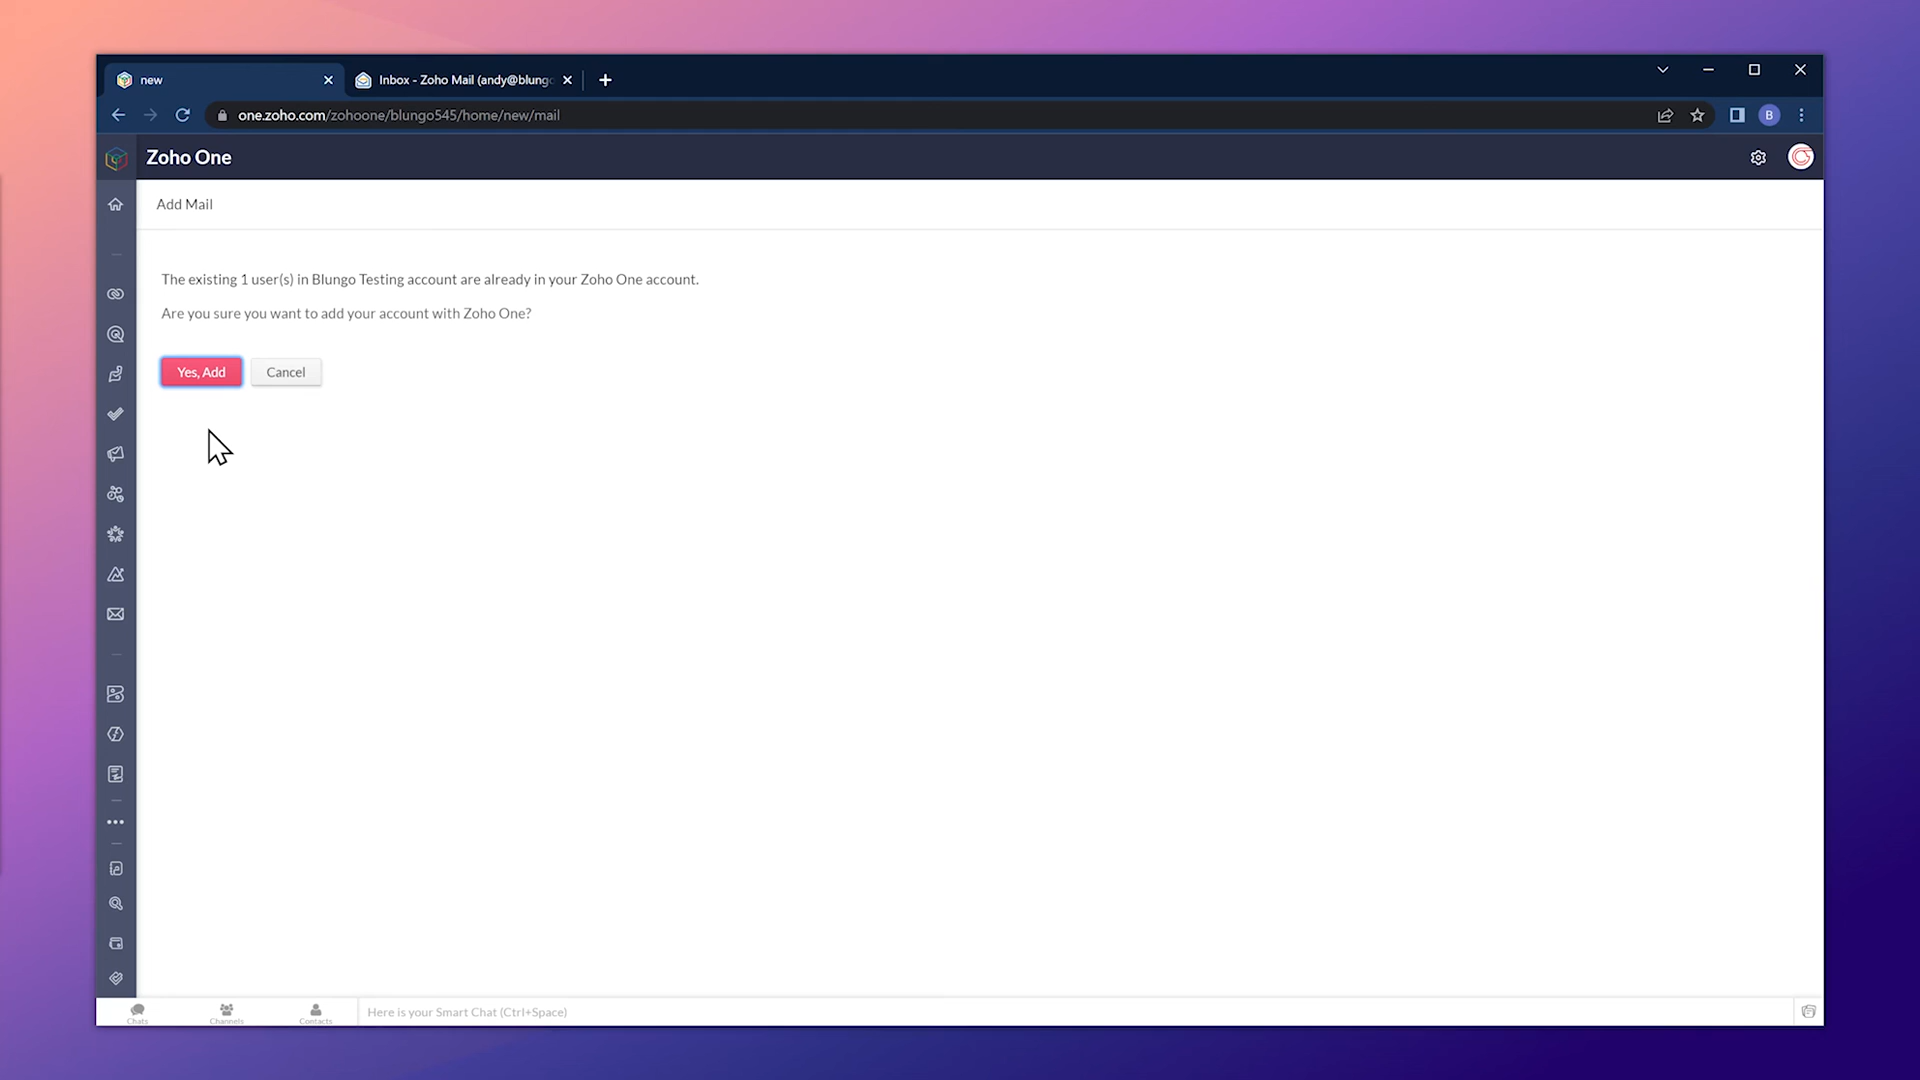 new
Inbox - Zoho Mail (andy@blungo
one.zoho.com/zohoone/blungo545/home/new/mail
B
Zoho One
Add Mail
The existing 1 user(s) in Blungo Testing account are already in your Zoho One account.
Are you sure you want to add your account with Zoho One?
Yes, Add
Cancel
Chats
Channels
Contacts
Here is your Smart Chat (Ctrl+Space)